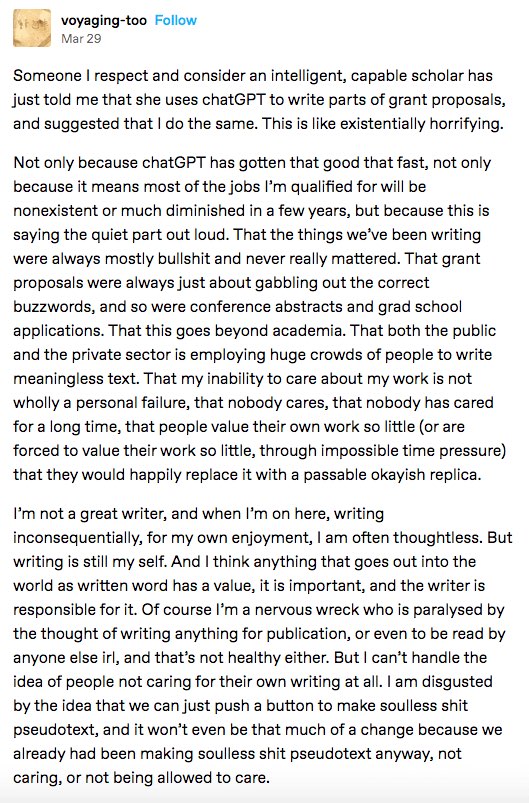 voyaging-too Follow
Mar 29
Someone I respect and consider an intelligent, capable scholar has
just told me that she uses chatGPT to write parts of grant proposals,
and suggested that I do the same. This is like existentially horrifying.
Not only because chatGPT has gotten that good that fast, not only
because it means most of the jobs I'm qualified for will be
nonexistent or much diminished in a few years, but because this is
saying the quiet part out loud. That the things we've been writing
were always mostly bullshit and never really mattered. That grant
proposals were always just about gabbling out the correct
buzzwords, and so were conference abstracts and grad school
applications. That this goes beyond academia. That both the public
and the private sector is employing huge crowds of people to write
meaningless text. That my inability to care about my work is not
wholly a personal failure, that nobody cares, that nobody has cared
for a long time, that people value their own work so little (or are
forced to value their work so little, through impossible time pressure)
that they would happily replace it with a passable okayish replica.
I'm not a great writer, and when I'm on here, writing
inconsequentially, for my own enjoyment, I am often thoughtless. But
writing is still my self. And I think anything that goes out into the
world as written word has a value, it is important, and the writer is
responsible for it. Of course I'm a nervous wreck who is paralysed by
the thought of writing anything for publication, or even to be read by
anyone else irl, and that's not healthy either. But I can't handle the
idea of people not caring for their own writing at all. I am disgusted
by the idea that we can just push a button to make soulless shit
pseudotext, and it won't even be that much of a change because we
already had been making soulless shit pseudotext anyway, not
caring, or not being allowed to care.